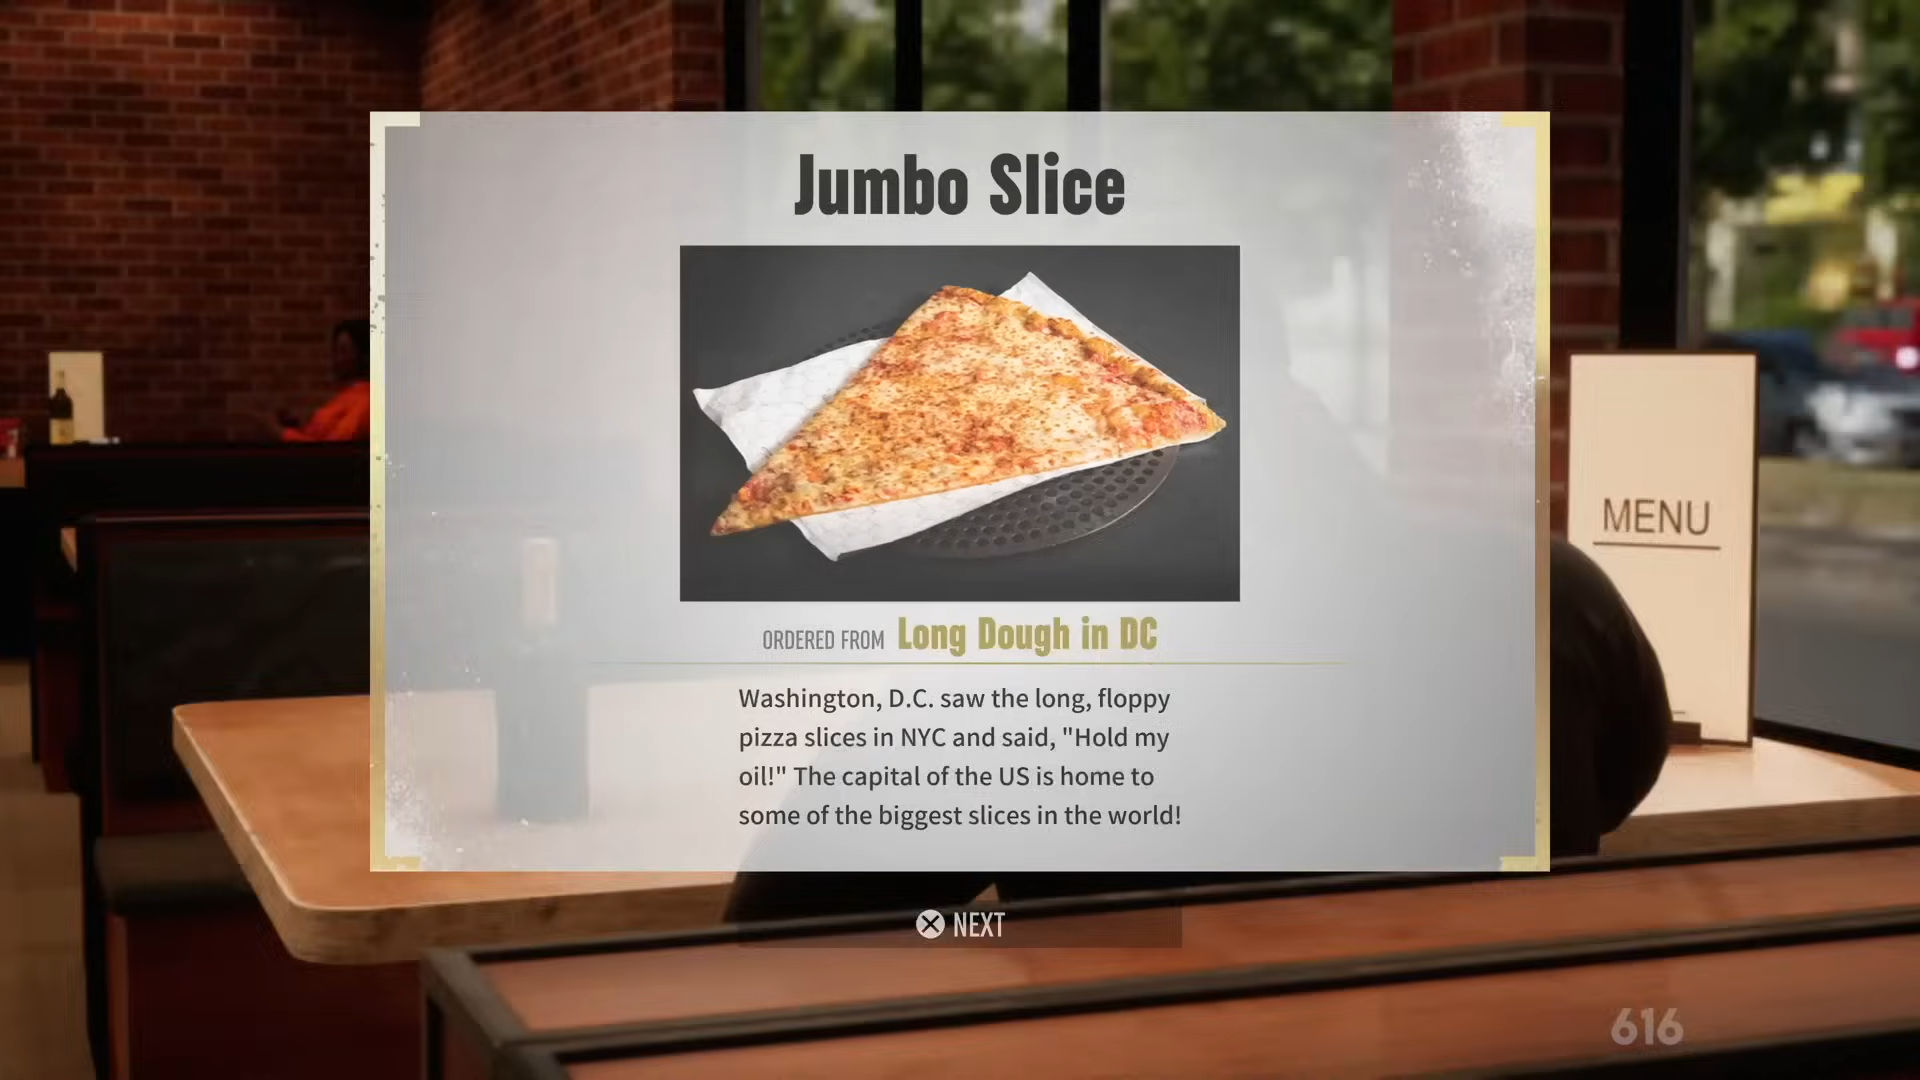 Jumbo Slice
ORDERED FROM Long Dough in DC
Washington, D.C. saw the long, floppy
pizza slices in NYC and said, "Hold my
oil!" The capital of the US is home to
some of the biggest slices in the world!
MENU
NEXT
616